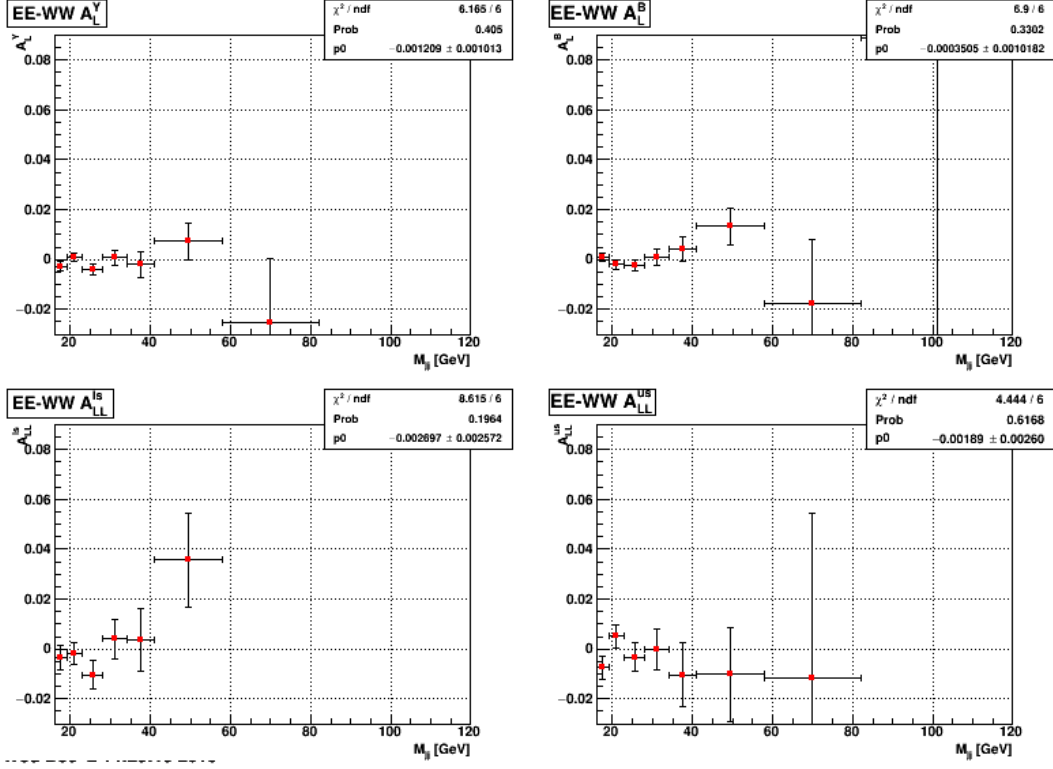 EE-WW A_L^Y
χ² / ndf 6.165 / 6
Prob 0.405
p0 −0.001209 ± 0.001013
A_L^Y
0.08
0.06
0.04
0.02
0
−0.02
20 40 60 80 100 120
M_jj [GeV]
EE-WW A_L^B
χ² / ndf 6.9 / 6
Prob 0.3302
p0 −0.0003505 ± 0.0010182
A_L^B
0.08
0.06
0.04
0.02
0
−0.02
20 40 60 80 100 120
M_jj [GeV]
EE-WW A_LL^ls
χ² / ndf 8.615 / 6
Prob 0.1964
p0 −0.002697 ± 0.002572
A_LL^ls
0.08
0.06
0.04
0.02
0
−0.02
20 40 60 80 100 120
M_jj [GeV]
EE-WW A_LL^us
χ² / ndf 4.444 / 6
Prob 0.6168
p0 −0.00189 ± 0.00260
A_LL^us
0.08
0.06
0.04
0.02
0
−0.02
20 40 60 80 100 120
M_jj [GeV]